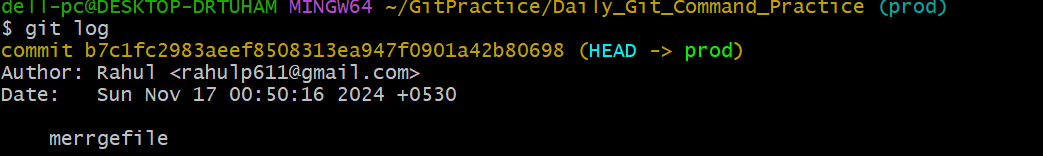 dell-pc@DESKTOP-DRTUHAM MINGW64 ~/GitPractice/Daily_Git_Command_Practice (prod)
$ git log
commit b7c1fc2983aeef8508313ea947f0901a42b80698 (HEAD -> prod)
Author: Rahul <rahulp611@gmail.com>
Date:   Sun Nov 17 00:50:16 2024 +0530
    merrgefile